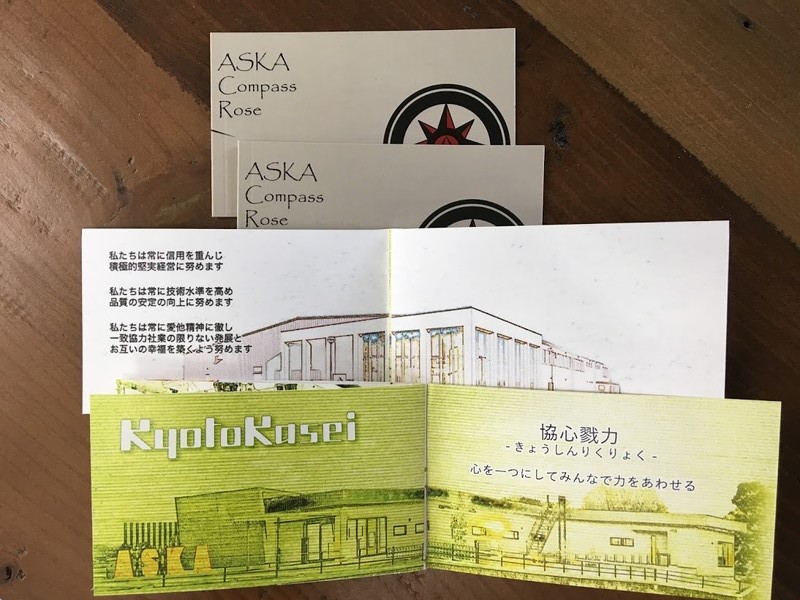 ASKA
Compass
Rose
ASKA
Compass
Rose
私たちは常に信用を重んじ
積極的堅実経営に努めます
私たちは常に技術水準を高め
品質の安定の向上に努めます
私たちは常に愛他精神に徹し
一致協力社業の限りない発展と
お互いの幸福を築くよう努めます
KyotoKasei
協心戮力
-きょうしんりくりょく-
心を一つにしてみんなで力をあわせる
ASKA